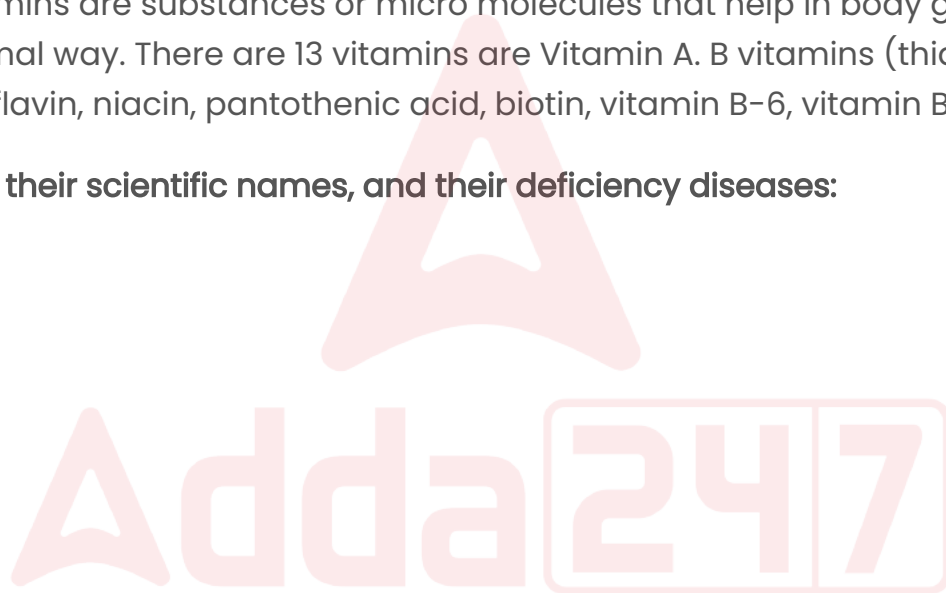 mins are substances or micro molecules that help in body g
nal way. There are 13 vitamins are Vitamin A. B vitamins (thia
flavin, niacin, pantothenic acid, biotin, vitamin B-6, vitamin B
their scientific names, and their deficiency diseases:
Adda247